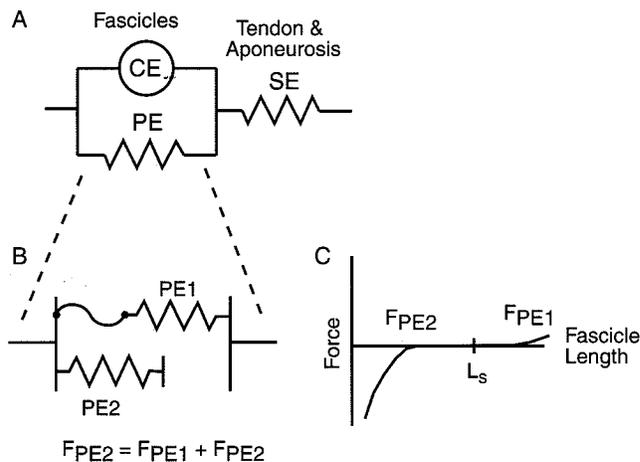 A
Fascicles
CE
Tendon &
Aponeurosis
SE
PE
B
PE1
PE2
FPE2 = FPE1 + FPE2
C
Force
FPE2
FPE1
Fascicle
Length
LS